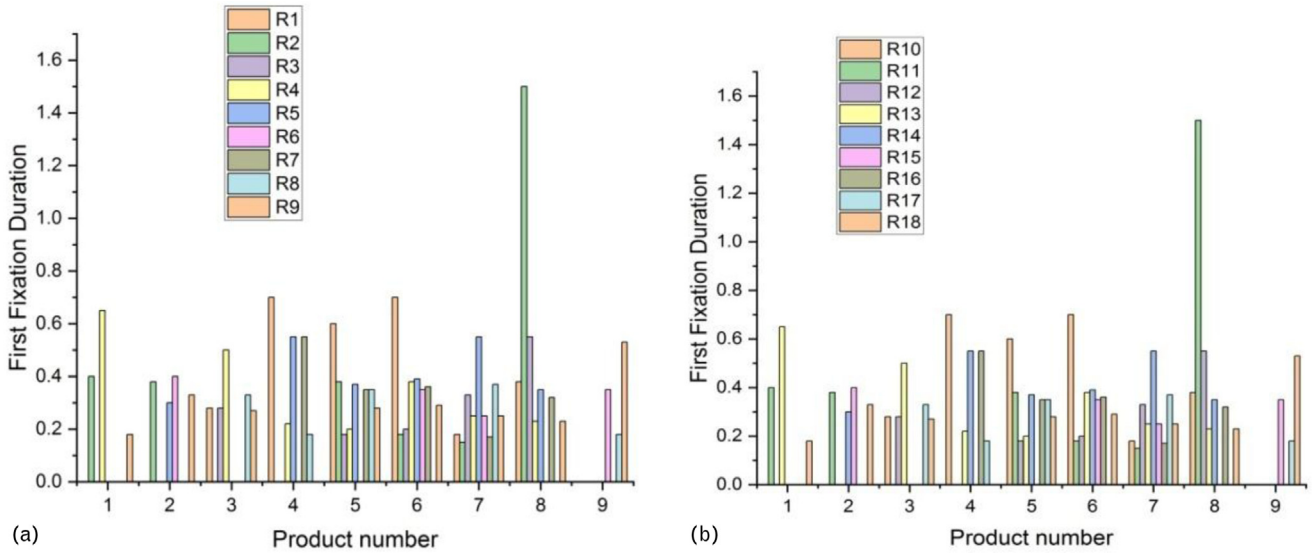 R1
R2
R3
R4
R5
R6
R7
R8
R9
1.6
1.4
1.2
1.0
0.8
0.6
0.4
0.2
0.0
First Fixation Duration
1 2 3 4 5 6 7 8 9
Product number
(a)
R10
R11
R12
R13
R14
R15
R16
R17
R18
1.6
1.4
1.2
1.0
0.8
0.6
0.4
0.2
0.0
First Fixation Duration
1 2 3 4 5 6 7 8 9
Product number
(b)